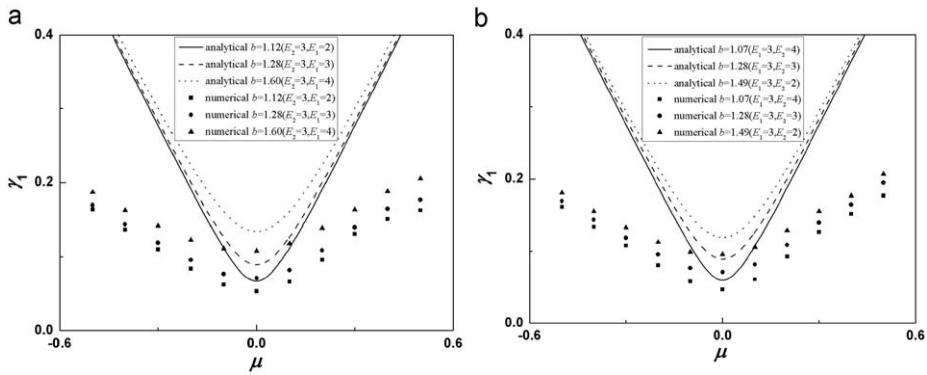 a
0.4
analytical b=1.12(E2=3,E1=2)
analytical b=1.28(E2=3,E1=3)
analytical b=1.60(E2=3,E1=4)
numerical b=1.12(E2=3,E1=2)
numerical b=1.28(E2=3,E1=3)
numerical b=1.60(E2=3,E1=4)
γ1
0.2
0.0
-0.6
0.0
0.6
μ
b
0.4
analytical b=1.07(E1=3,E2=4)
analytical b=1.28(E1=3,E2=3)
analytical b=1.49(E1=3,E2=2)
numerical b=1.07(E1=3,E2=4)
numerical b=1.28(E1=3,E2=3)
numerical b=1.49(E1=3,E2=2)
γ1
0.2
0.0
-0.6
0.0
0.6
μ